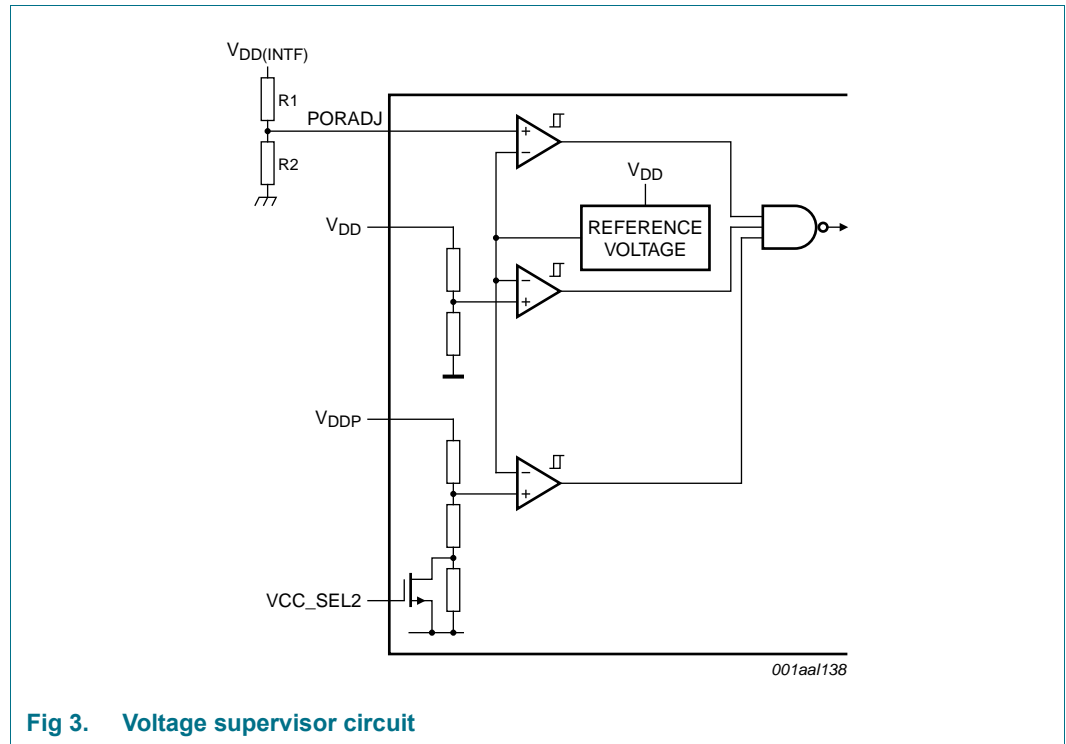 VDD(INTF)
R1
PORADJ
R2
+
−
VDD
REFERENCE
VOLTAGE
VDD
−
+
VDDP
−
+
VCC_SEL2
001aal138
Fig 3. Voltage supervisor circuit